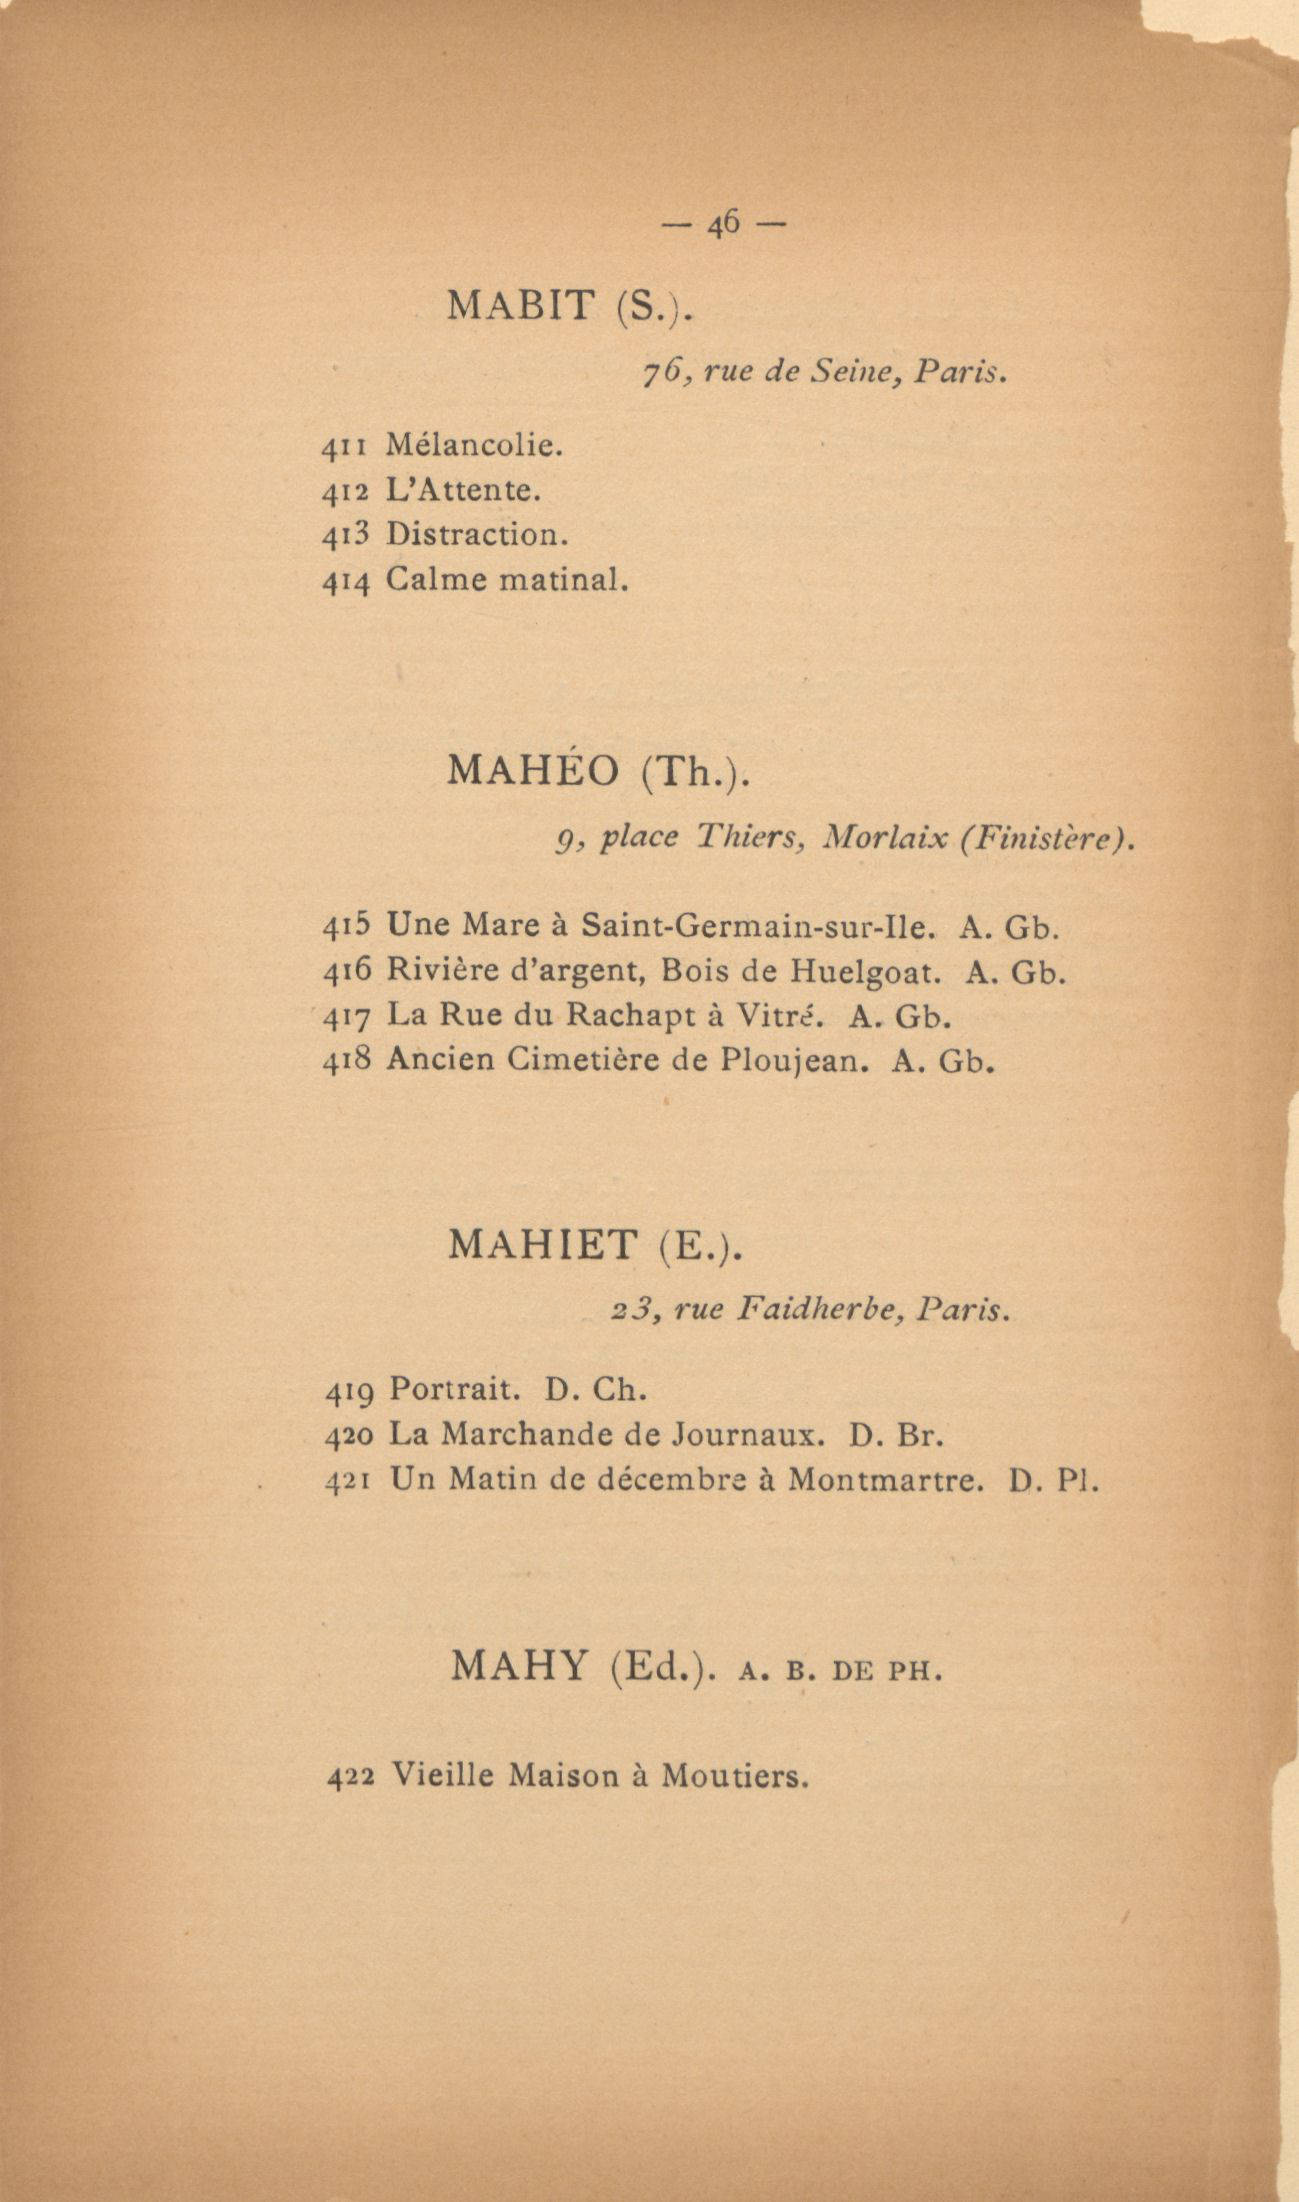 — 46 —
MABIT (S.).
76, rue de Seine, Paris.
411 Mélancolie.
412 L'Attente.
413 Distraction.
414 Calme matinal.
MAHÉO (Th.).
9, place Thiers, Morlaix (Finistère).
415 Une Mare à Saint-Germain-sur-Ile. A. Gb.
416 Rivière d'argent, Bois de Huelgoat. A. Gb.
417 La Rue du Rachapt à Vitré. A. Gb.
418 Ancien Cimetière de Ploujean. A. Gb.
MAHIET (E.).
23, rue Faidherbe, Paris.
419 Portrait. D. Ch.
420 La Marchande de Journaux. D. Br.
421 Un Matin de décembre à Montmartre. D. Pl.
MAHY (Ed.). A. B. DE PH.
422 Vieille Maison à Moutiers.